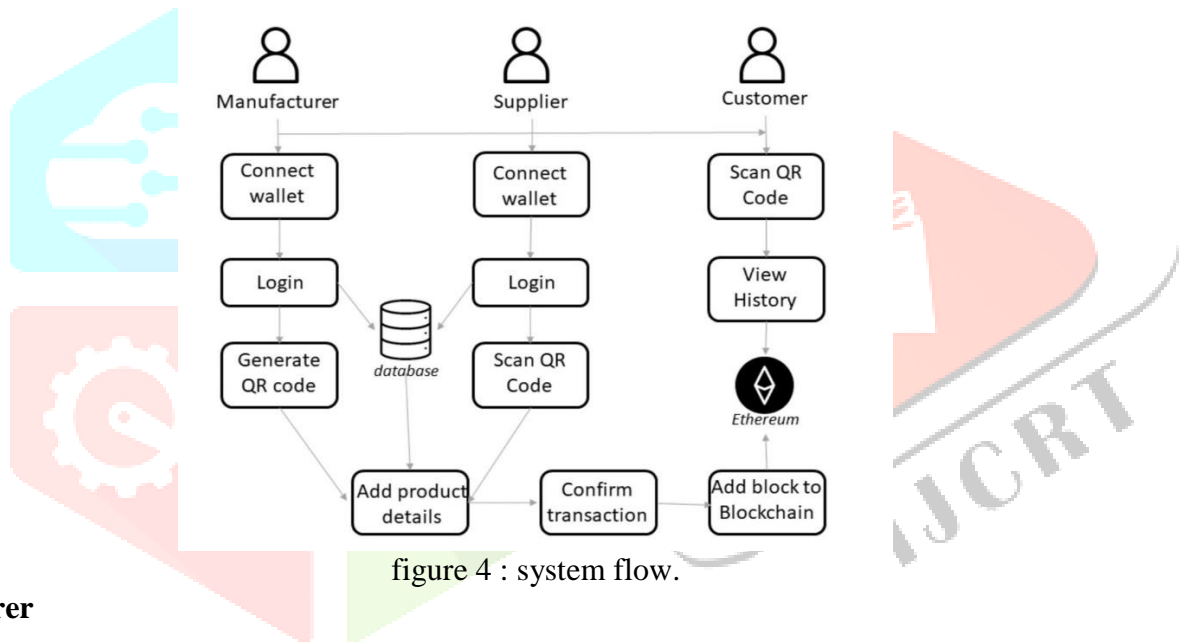 Manufacturer
Supplier
Customer
Connect
wallet
Connect
wallet
Scan QR
Code
Login
Login
View
History
Generate
QR code
database
Scan QR
Code
Ethereum
Add product
details
Confirm
transaction
Add block to
Blockchain
figure 4 : system flow.
rer
IJCRT